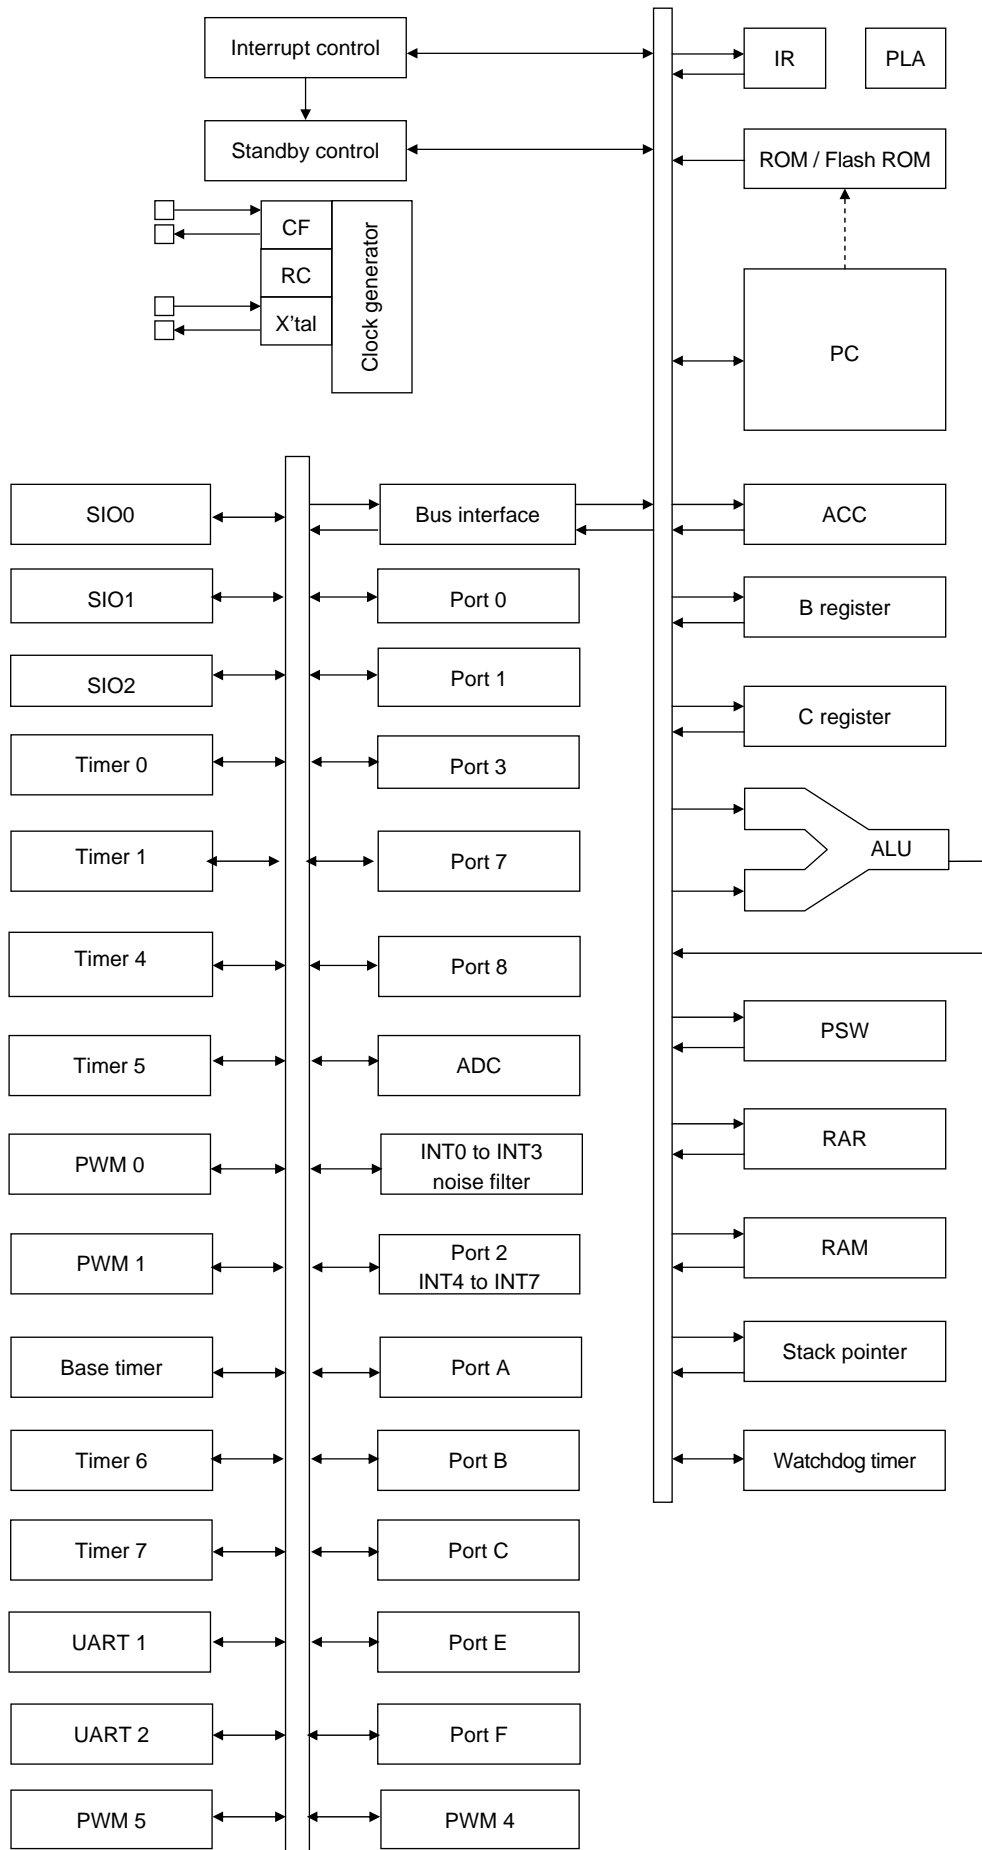 Interrupt control
IR
PLA
Standby control
ROM / Flash ROM
CF
RC
X’tal
Clock generator
PC
SIO0
Bus interface
ACC
SIO1
Port 0
B register
SIO2
Port 1
C register
Timer 0
Port 3
Timer 1
Port 7
ALU
Timer 4
Port 8
PSW
Timer 5
ADC
PWM 0
INT0 to INT3
noise filter
RAR
PWM 1
Port 2
INT4 to INT7
RAM
Base timer
Port A
Stack pointer
Timer 6
Port B
Watchdog timer
Timer 7
Port C
UART 1
Port E
UART 2
Port F
PWM 5
PWM 4